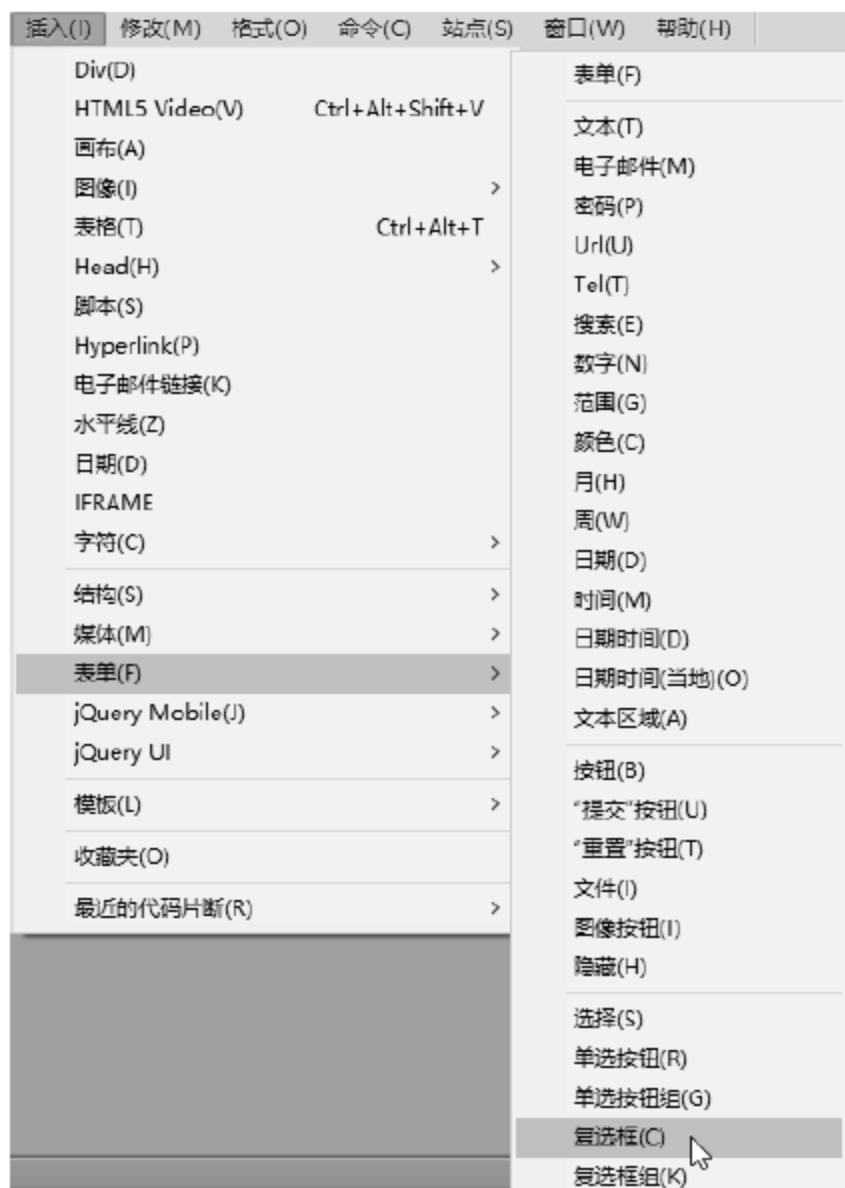 插入(I) 修改(M) 格式(O) 命令(C) 站点(S) 窗口(W) 帮助(H)
Div(D)
HTML5 Video(V) Ctrl+Alt+Shift+V
画布(A)
图像(I) >
表格(T) Ctrl+Alt+T
Head(H) >
脚本(S)
Hyperlink(P)
电子邮件链接(K)
水平线(Z)
日期(D)
IFRAME
字符(C) >
结构(S) >
媒体(M) >
表单(F) >
jQuery Mobile(J) >
jQuery UI >
模板(L) >
收藏夹(O)
最近的代码片断(R) >
表单(F)
文本(T)
电子邮件(M)
密码(P)
Url(U)
Tel(T)
搜索(E)
数字(N)
范围(G)
颜色(C)
月(H)
周(W)
日期(D)
时间(M)
日期时间(D)
日期时间(当地)(O)
文本区域(A)
按钮(B)
"提交"按钮(U)
"重置"按钮(T)
文件(I)
图像按钮(I)
隐藏(H)
选择(S)
单选按钮(R)
单选按钮组(G)
复选框(C)
复选框组(K)